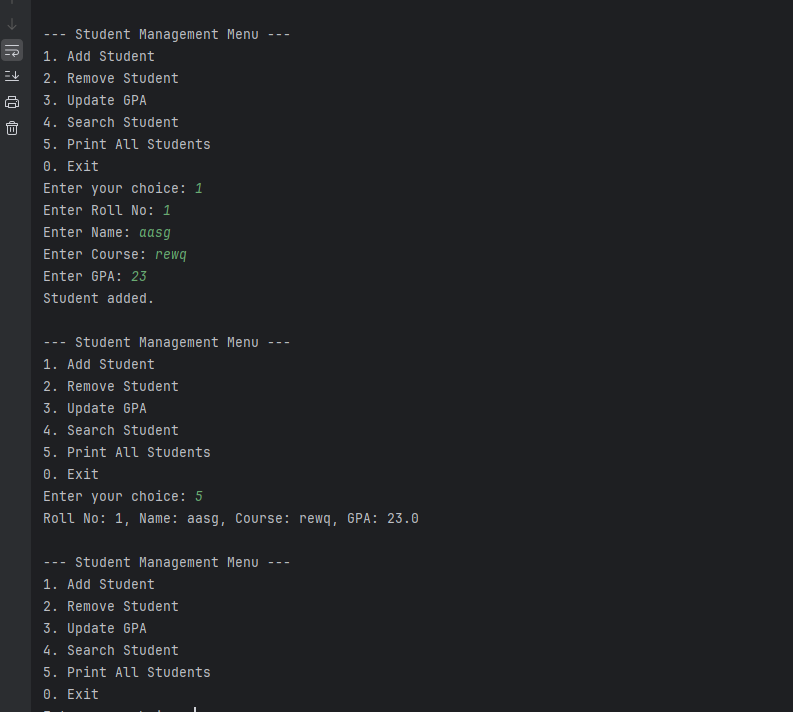 --- Student Management Menu ---
1. Add Student
2. Remove Student
3. Update GPA
4. Search Student
5. Print All Students
0. Exit
Enter your choice: 1
Enter Roll No: 1
Enter Name: aasg
Enter Course: rewq
Enter GPA: 23
Student added.

--- Student Management Menu ---
1. Add Student
2. Remove Student
3. Update GPA
4. Search Student
5. Print All Students
0. Exit
Enter your choice: 5
Roll No: 1, Name: aasg, Course: rewq, GPA: 23.0

--- Student Management Menu ---
1. Add Student
2. Remove Student
3. Update GPA
4. Search Student
5. Print All Students
0. Exit